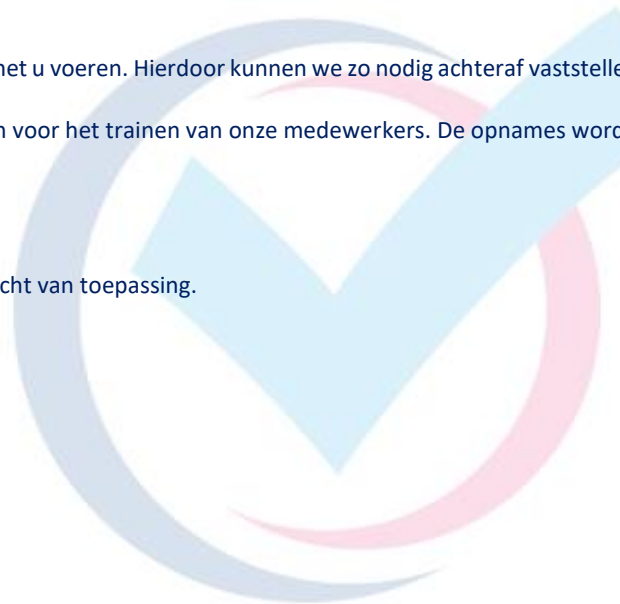 met u voeren. Hierdoor kunnen we zo nodig achteraf vaststelle
n voor het trainen van onze medewerkers. De opnames word
cht van toepassing.